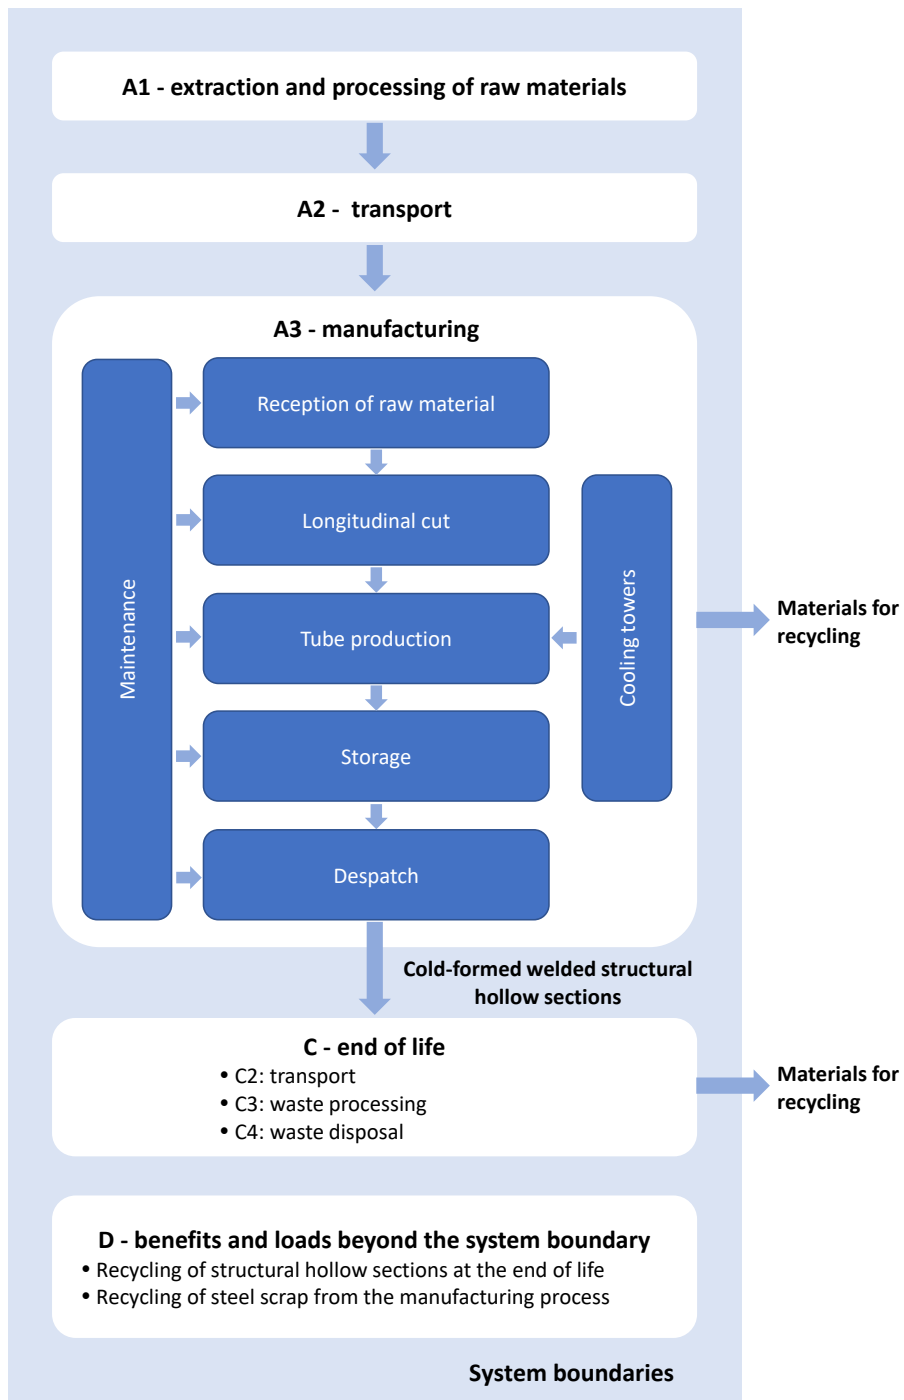 A1 - extraction and processing of raw materials
A2 -  transport
A3 - manufacturing
Maintenance
Reception of raw material
Longitudinal cut
Tube production
Storage
Despatch
Cooling towers
Materials for
recycling
Cold-formed welded structural
hollow sections
C - end of life
• C2: transport
• C3: waste processing
• C4: waste disposal
Materials for
recycling
D - benefits and loads beyond the system boundary
• Recycling of structural hollow sections at the end of life
• Recycling of steel scrap from the manufacturing process
System boundaries